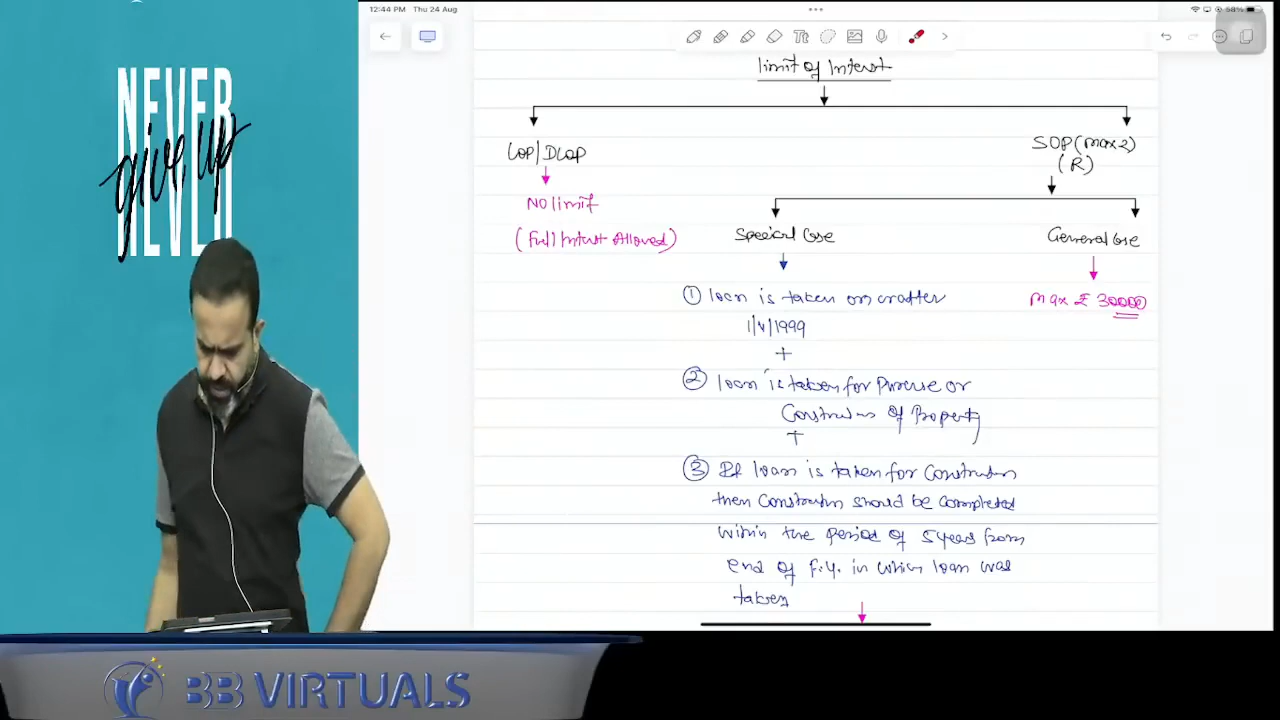 12:44 PM Thu 24 Aug
58%
NEVER
give up
NEVER
limit of Interest
LOP/DLOP
SOP (max 2)
(R)
NO limit
(Full Interest Allowed)
Special Case
General Case
① loan is taken on or after
1/4/1999
max ₹ 30000
+
② loan is taken for Purchase or
Construction of Property
+
③ If loan is taken for Construction
then Construction should be completed
within the period of 5 years from
end of F.Y. in which loan was
taken
BB VIRTUALS